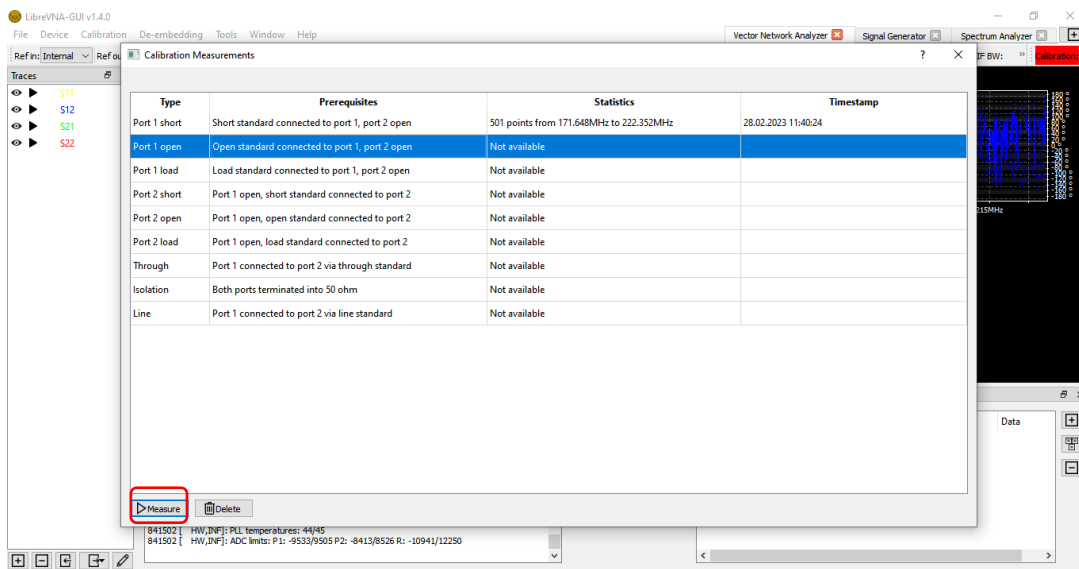 LibreVNA-GUI v1.4.0
File Device Calibration De-embedding Tools Window Help
Vector Network Analyzer Signal Generator Spectrum Analyzer
Ref in: Internal Ref ou
Calibration Measurements ?
IF BW: » Calibration:
Traces
S11
S12
S21
S22
Type Prerequisites Statistics Timestamp
Port 1 short Short standard connected to port 1, port 2 open 501 points from 171.648MHz to 222.352MHz 28.02.2023 11:40:24
Port 1 open Open standard connected to port 1, port 2 open Not available
Port 1 load Load standard connected to port 1, port 2 open Not available
Port 2 short Port 1 open, short standard connected to port 2 Not available
Port 2 open Port 1 open, open standard connected to port 2 Not available
Port 2 load Port 1 open, load standard connected to port 2 Not available
Through Port 1 connected to port 2 via through standard Not available
Isolation Both ports terminated into 50 ohm Not available
Line Port 1 connected to port 2 via line standard Not available
215MHz
Data
Measure Delete
841502 [ HW,INF]: PLL temperatures: 44/45
841502 [ HW,INF]: ADC limits: P1: -9533/9505 P2: -8413/8526 R: -10941/12250